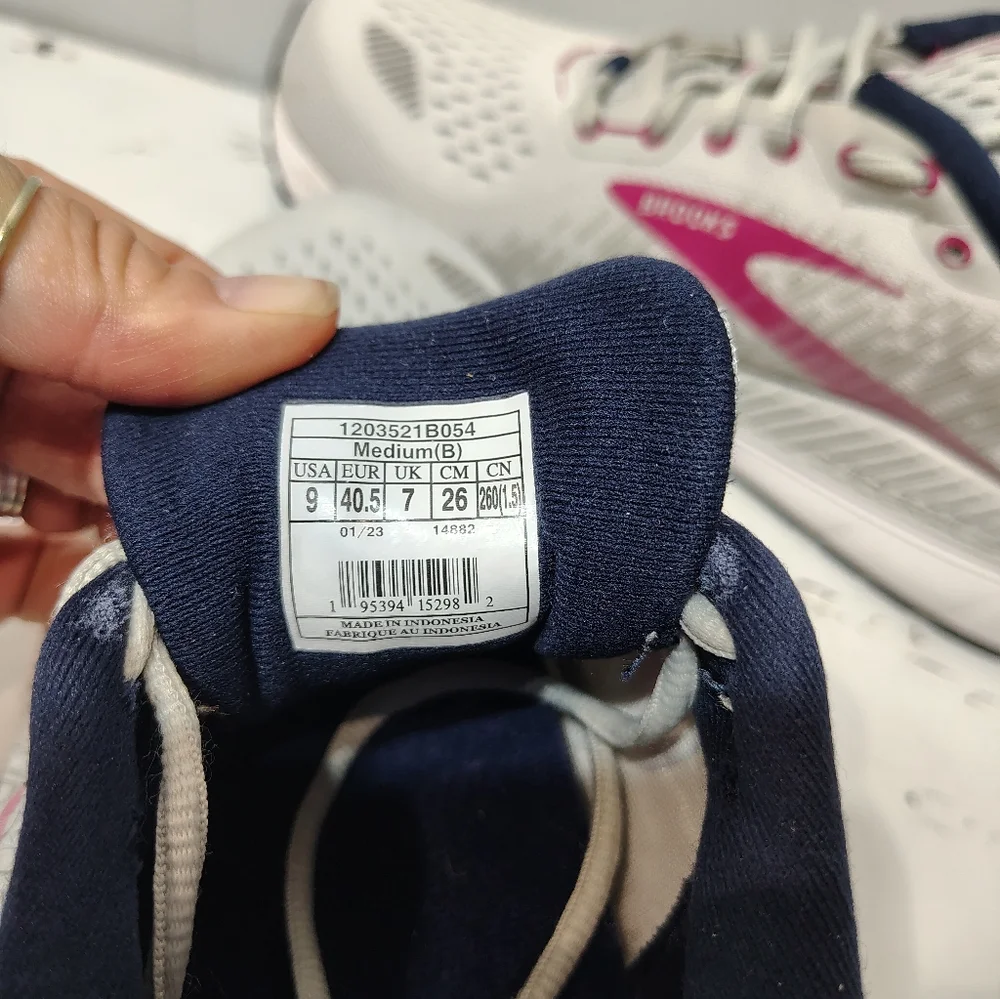 BROOKS
1203521B054
Medium(B)
USA EUR UK CM CN
9 40.5 7 26 260(1.5)
01/23 14882
1 95394 15298 2
MADE IN INDONESIA
FABRIQUE AU INDONESIA